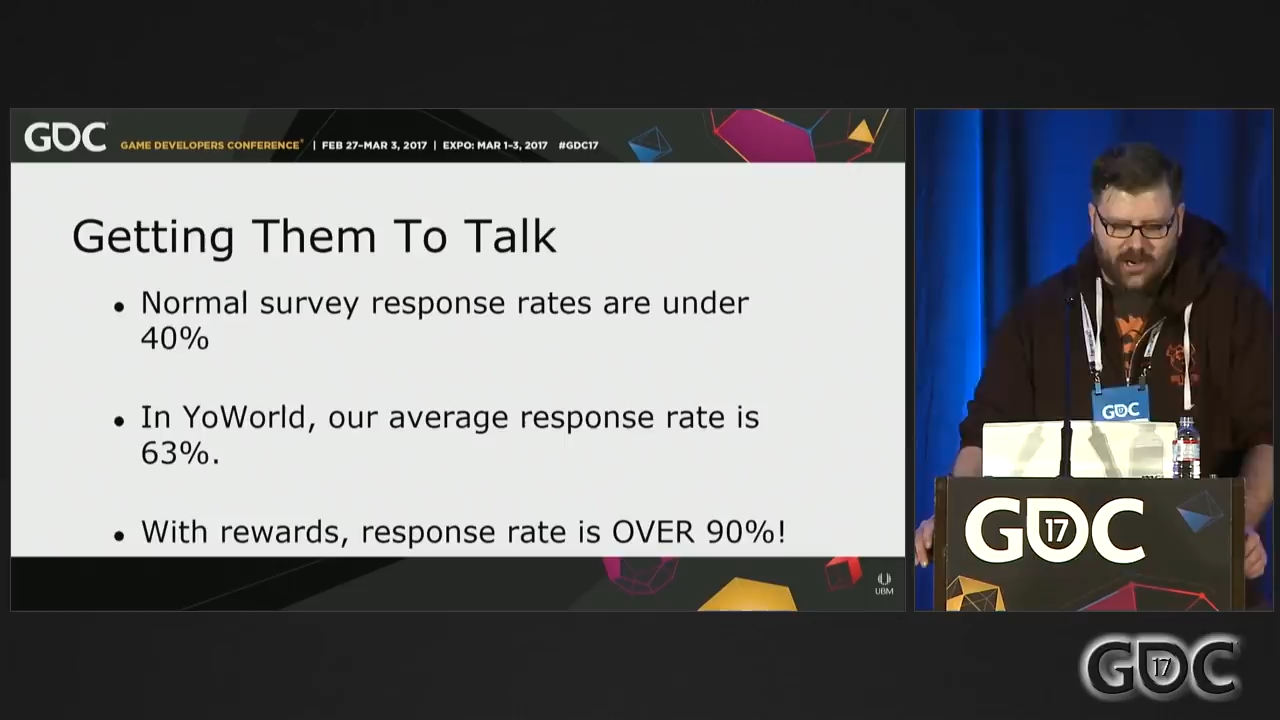 GDC GAME DEVELOPERS CONFERENCE® | FEB 27–MAR 3, 2017 | EXPO: MAR 1–3, 2017 #GDC17
Getting Them To Talk
• Normal survey response rates are under
40%
• In YoWorld, our average response rate is
63%.
• With rewards, response rate is OVER 90%!
UBM
GDC
17
GDC
17
GDC
17